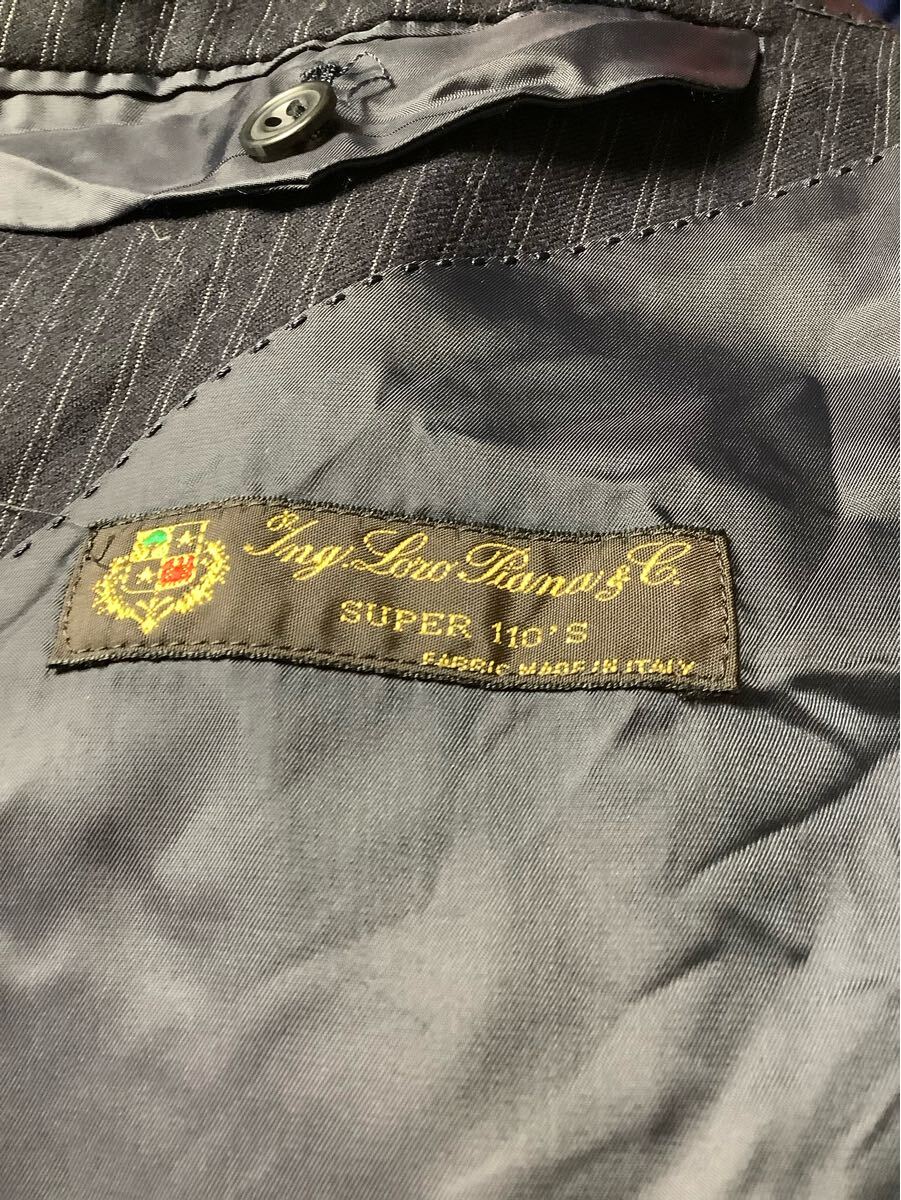 Ing. Loro Piana & C.
SUPER 110'S
FABRIC MADE IN ITALY